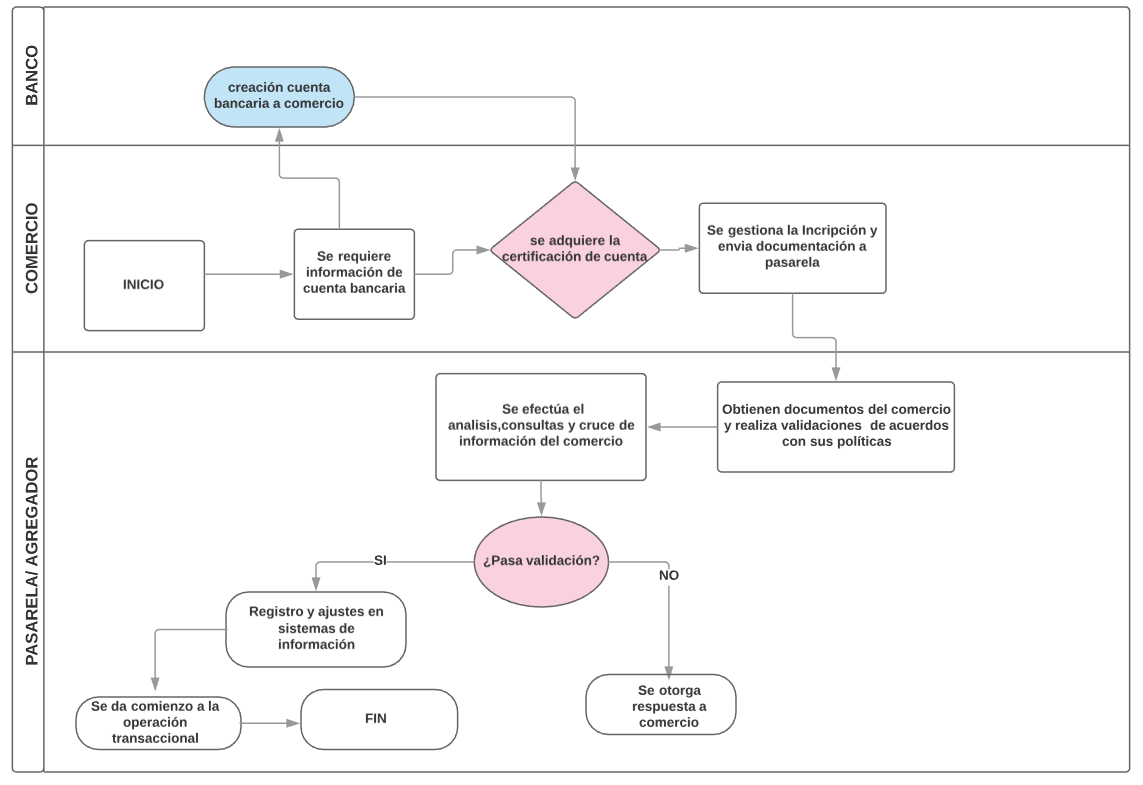 BANCO
creación cuenta
bancaria a comercio
COMERCIO
INICIO
Se requiere
información de
cuenta bancaria
se adquiere la
certificación de cuenta
Se gestiona la Incripción y
envia documentación a
pasarela
PASARELA/ AGREGADOR
Obtienen documentos del comercio
y realiza validaciones de acuerdos
con sus políticas
Se efectúa el
analisis,consultas y cruce de
información del comercio
¿Pasa validación?
SI
NO
Registro y ajustes en
sistemas de
información
Se otorga
respuesta a
comercio
Se da comienzo a la
operación
transaccional
FIN